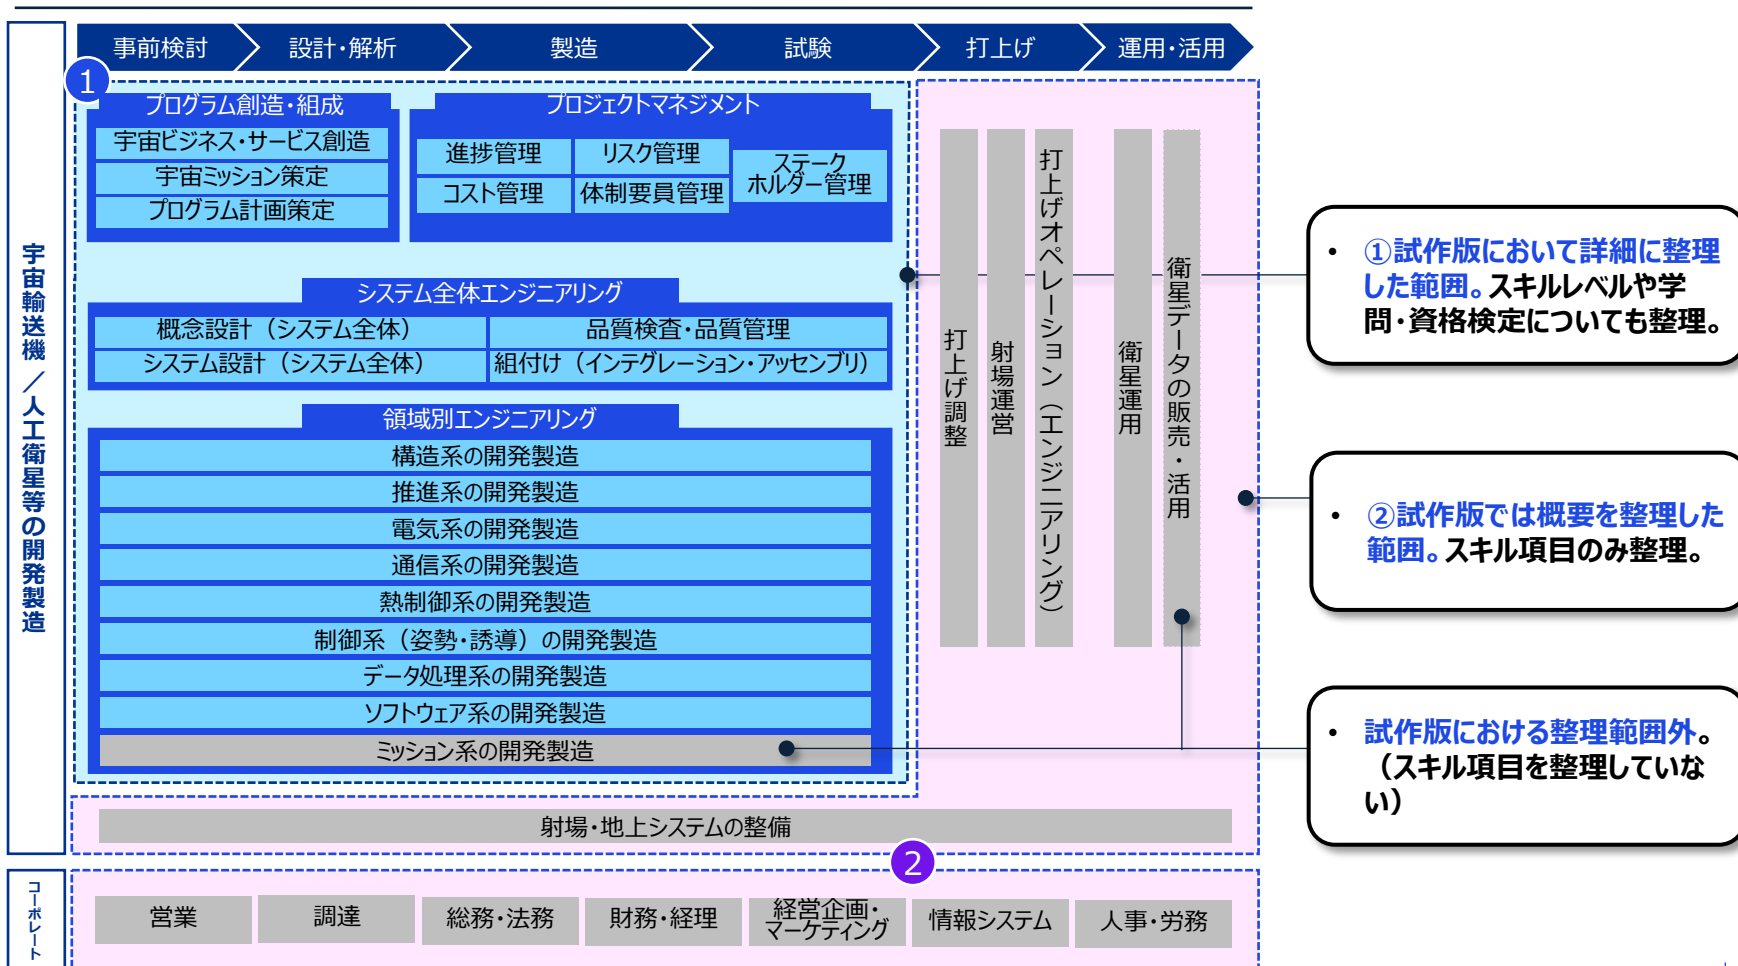 事前検討
設計・解析
製造
試験
打上げ
運用・活用
宇宙輸送機／人工衛星等の開発製造
1
プログラム創造・組成
宇宙ビジネス・サービス創造
宇宙ミッション策定
プログラム計画策定
プロジェクトマネジメント
進捗管理
リスク管理
コスト管理
体制要員管理
ステーク
ホルダー管理
システム全体エンジニアリング
概念設計（システム全体）
品質検査・品質管理
システム設計（システム全体）
組付け（インテグレーション・アッセンブリ）
領域別エンジニアリング
構造系の開発製造
推進系の開発製造
電気系の開発製造
通信系の開発製造
熱制御系の開発製造
制御系（姿勢・誘導）の開発製造
データ処理系の開発製造
ソフトウェア系の開発製造
ミッション系の開発製造
打上げ調整
射場運営
打上げオペレーション（エンジニアリング）
衛星運用
衛星データの販売・活用
射場・地上システムの整備
2
コーポレート
営業
調達
総務・法務
財務・経理
経営企画・
マーケティング
情報システム
人事・労務
• ①試作版において詳細に整理
した範囲。スキルレベルや学
問・資格検定についても整理。
• ②試作版では概要を整理した
範囲。スキル項目のみ整理。
• 試作版における整理範囲外。
（スキル項目を整理していな
い）